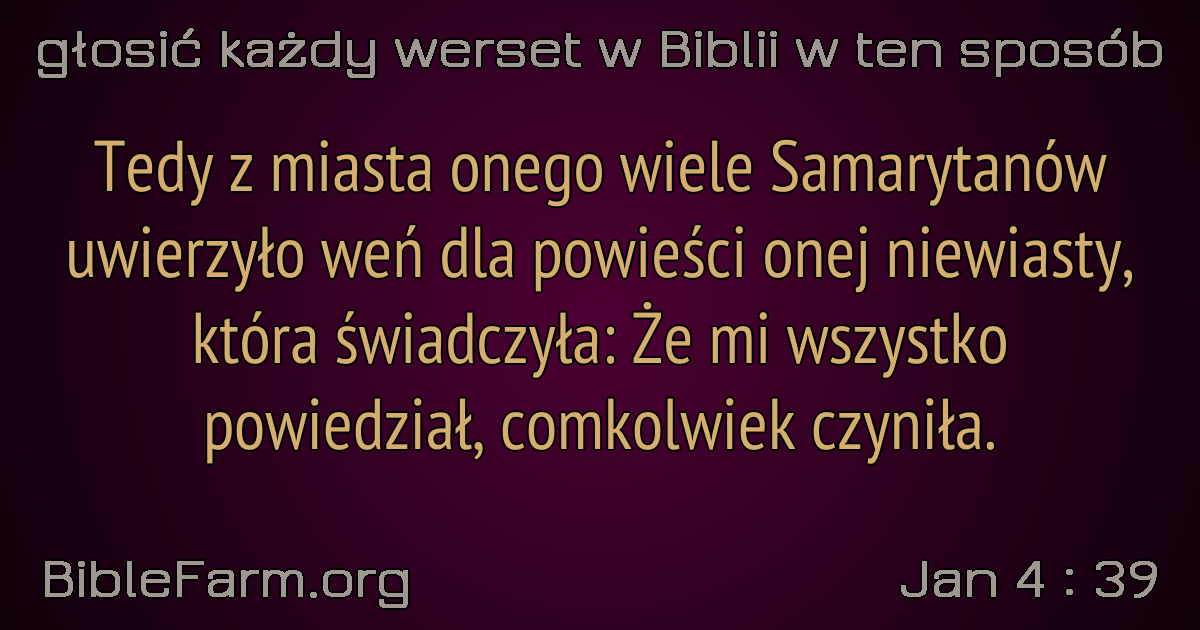 głosić każdy werset w Biblii w ten sposób
Tedy z miasta onego wiele Samarytanów
uwierzyło weń dla powieści onej niewiasty,
która świadczyła: Że mi wszystko
powiedział, comkolwiek czyniła.
BibleFarm.org
Jan 4 : 39